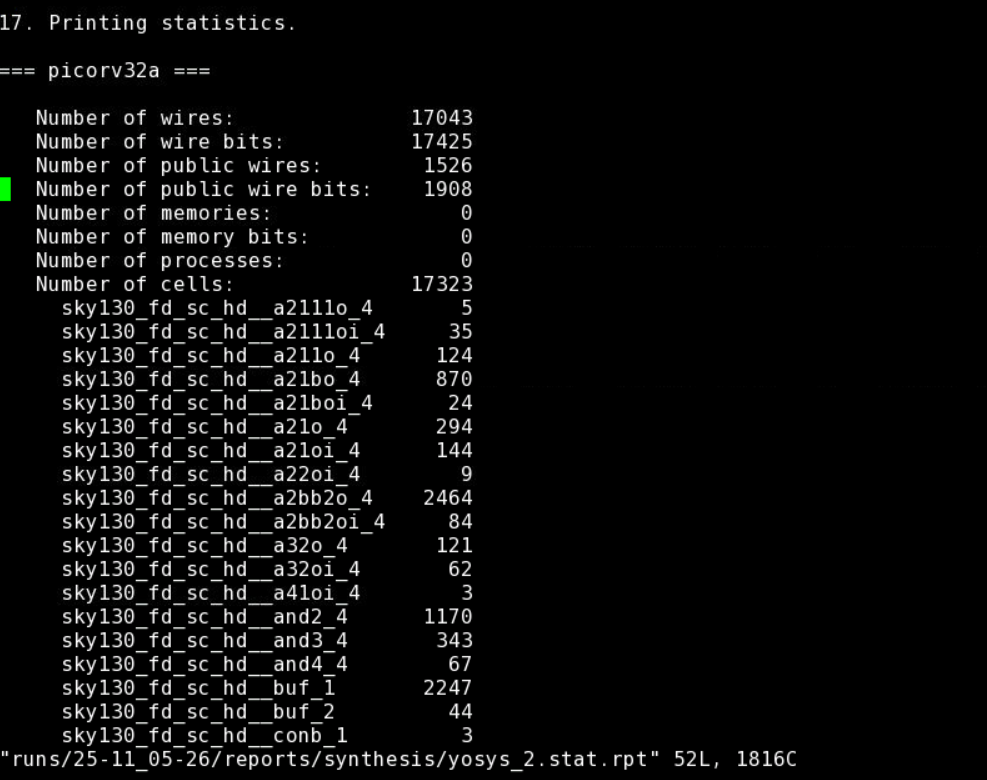 17. Printing statistics.
=== picorv32a ===
Number of wires: 17043
Number of wire bits: 17425
Number of public wires: 1526
Number of public wire bits: 1908
Number of memories: 0
Number of memory bits: 0
Number of processes: 0
Number of cells: 17323
sky130_fd_sc_hd__a2111o_4 5
sky130_fd_sc_hd__a2111oi_4 35
sky130_fd_sc_hd__a211o_4 124
sky130_fd_sc_hd__a21bo_4 870
sky130_fd_sc_hd__a21boi_4 24
sky130_fd_sc_hd__a21o_4 294
sky130_fd_sc_hd__a21oi_4 144
sky130_fd_sc_hd__a22oi_4 9
sky130_fd_sc_hd__a2bb2o_4 2464
sky130_fd_sc_hd__a2bb2oi_4 84
sky130_fd_sc_hd__a32o_4 121
sky130_fd_sc_hd__a32oi_4 62
sky130_fd_sc_hd__a41oi_4 3
sky130_fd_sc_hd__and2_4 1170
sky130_fd_sc_hd__and3_4 343
sky130_fd_sc_hd__and4_4 67
sky130_fd_sc_hd__buf_1 2247
sky130_fd_sc_hd__buf_2 44
sky130_fd_sc_hd__conb_1 3
"runs/25-11_05-26/reports/synthesis/yosys_2.stat.rpt" 52L, 1816C